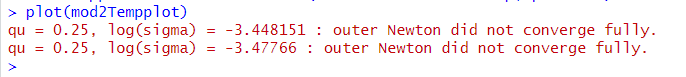 > plot(mod2Tempplot)
qu = 0.25, log(sigma) = -3.448151 : outer Newton did not converge fully.
qu = 0.25, log(sigma) = -3.47766 : outer Newton did not converge fully.
>